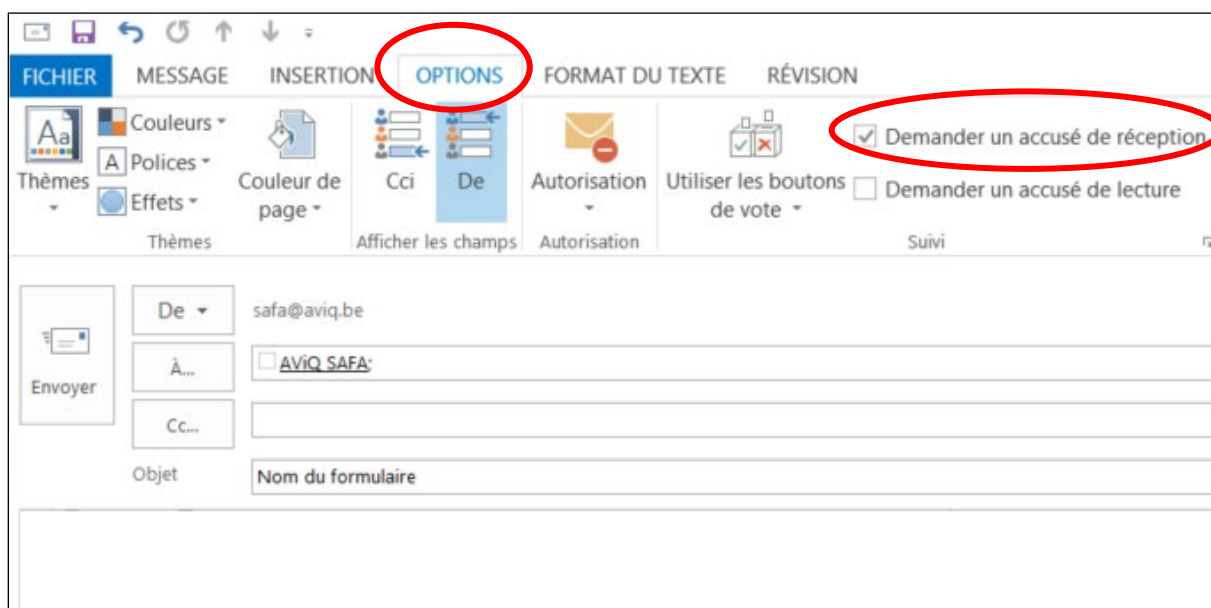 FICHIER MESSAGE INSERTION OPTIONS FORMAT DU TEXTE RÉVISION
Aa
Thèmes
Couleurs
A Polices
Effets
Thèmes
Couleur de
page
Cci
De
Afficher les champs
Autorisation
Autorisation
Utiliser les boutons
de vote
Demander un accusé de réception
Demander un accusé de lecture
Suivi
Envoyer
De safa@aviq.be
À... AViQ SAFA;
Cc...
Objet Nom du formulaire